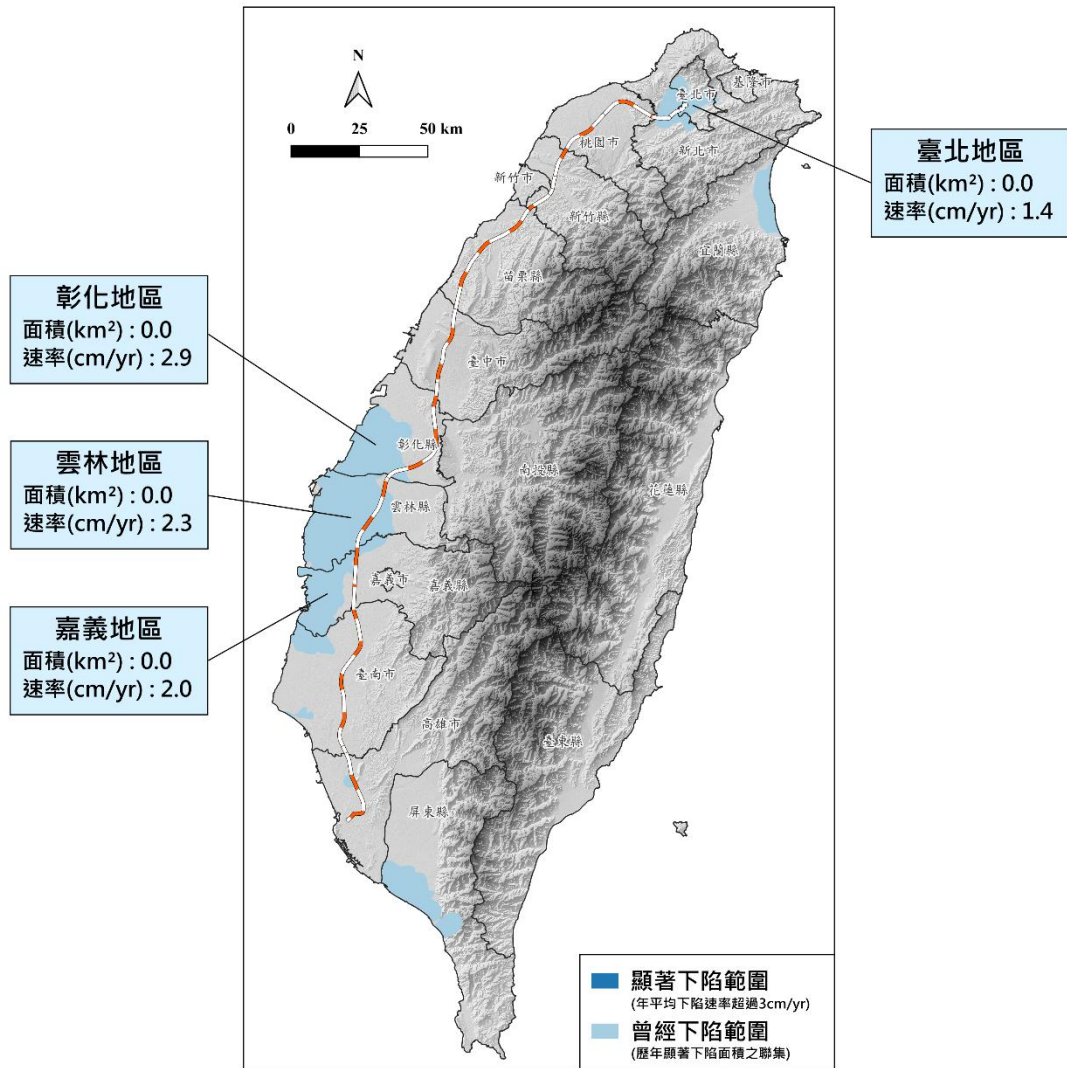 N
0 25 50 km
基隆市
臺北市
新北市
桃園市
新竹市
新竹縣
宜蘭縣
苗栗縣
臺中市
彰化縣
南投縣
花蓮縣
雲林縣
嘉義市
嘉義縣
臺南市
高雄市
臺東縣
屏東縣
臺北地區
面積(km²) : 0.0
速率(cm/yr) : 1.4
彰化地區
面積(km²) : 0.0
速率(cm/yr) : 2.9
雲林地區
面積(km²) : 0.0
速率(cm/yr) : 2.3
嘉義地區
面積(km²) : 0.0
速率(cm/yr) : 2.0
顯著下陷範圍
(年平均下陷速率超過3cm/yr)
曾經下陷範圍
(歷年顯著下陷面積之聯集)